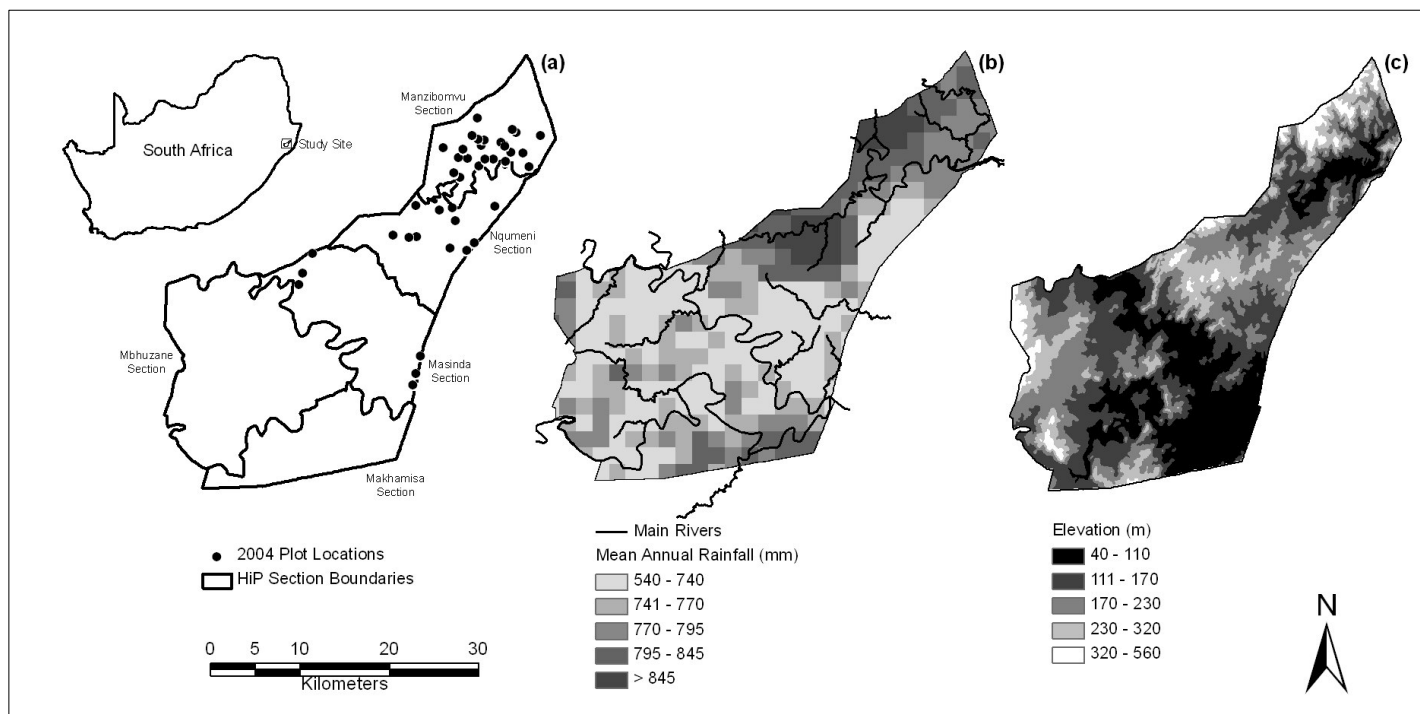 (a)
Manzibomvu
Section
South Africa
Study Site
Nqumeni
Section
Mbhuzane
Section
Masinda
Section
Makhamisa
Section
2004 Plot Locations
HiP Section Boundaries
0 5 10 20 30
Kilometers
(b)
Main Rivers
Mean Annual Rainfall (mm)
540 - 740
741 - 770
770 - 795
795 - 845
> 845
(c)
Elevation (m)
40 - 110
111 - 170
170 - 230
230 - 320
320 - 560
N